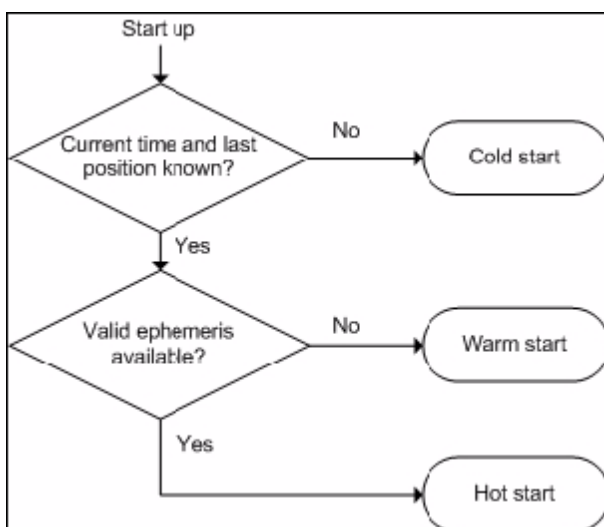 Start up
Current time and last
position known?
No
Cold start
Yes
Valid ephemeris
available?
No
Warm start
Yes
Hot start